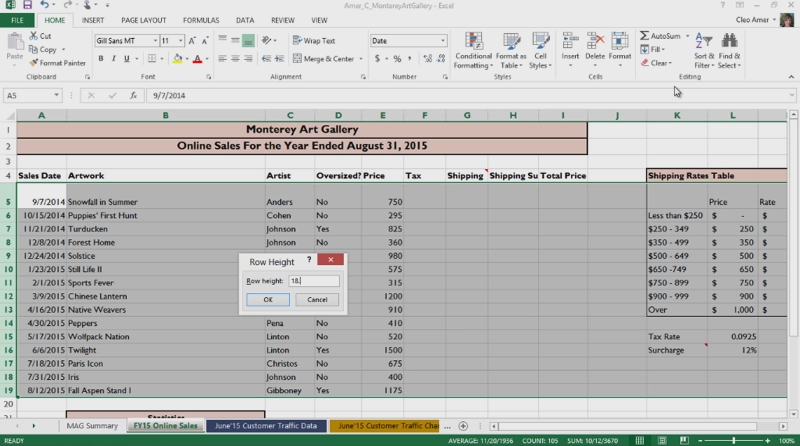 Amer_C_MontereyArtGallery - Excel
FILE HOME INSERT PAGE LAYOUT FORMULAS DATA REVIEW VIEW Cleo Amer
Cut
Copy
Format Painter
Paste
Clipboard
Gill Sans MT 11
Font
Wrap Text
Merge & Center
Alignment
Date
Number
Conditional Formatting
Format as Table
Cell Styles
Styles
Insert Delete Format
Cells
AutoSum
Fill
Clear
Sort & Filter
Find & Select
Editing
A5 9/7/2014
A B C D E F G H I J K L
1 Monterey Art Gallery
2 Online Sales For the Year Ended August 31, 2015
3
4 Sales Date Artwork Artist Oversized? Price Tax Shipping Shipping Su Total Price Shipping Rates Table
5 9/7/2014 Snowfall in Summer Anders No 750 Price Rate
6 10/15/2014 Puppies' First Hunt Cohen No 295 Less than $250 $ - $
7 11/21/2014 Turducken Johnson Yes 825 $250 - 349 $ 250 $
8 12/8/2014 Forest Home Johnson No 360 $350 - 499 $ 350 $
9 12/24/2014 Solstice 980 $500 - 649 $ 500 $
10 1/23/2015 Still Life II 575 $650 -749 $ 650 $
11 2/1/2015 Sports Fever 315 $750 - 899 $ 750 $
12 3/9/2015 Chinese Lantern 1200 $900 - 999 $ 900 $
13 4/16/2015 Native Weavers 910 Over $ 1,000 $
14 4/30/2015 Peppers Pena No 410
15 5/17/2015 Wolfpack Nation Linton No 520 Tax Rate 0.0925
16 6/6/2015 Twilight Linton Yes 1500 Surcharge 12%
17 7/18/2015 Paris Icon Christos No 675
18 7/31/2015 Iris Johnson No 400
19 8/12/2015 Fall Aspen Stand I Gibboney Yes 1175
20
21 Statistics
Row Height ?
Row height: 18.
OK Cancel
MAG Summary FY15 Online Sales June'15 Customer Traffic Data June'15 Customer Traffic Char ...
READY AVERAGE: 11/20/1936 COUNT: 105 SUM: 10/12/3670 100%